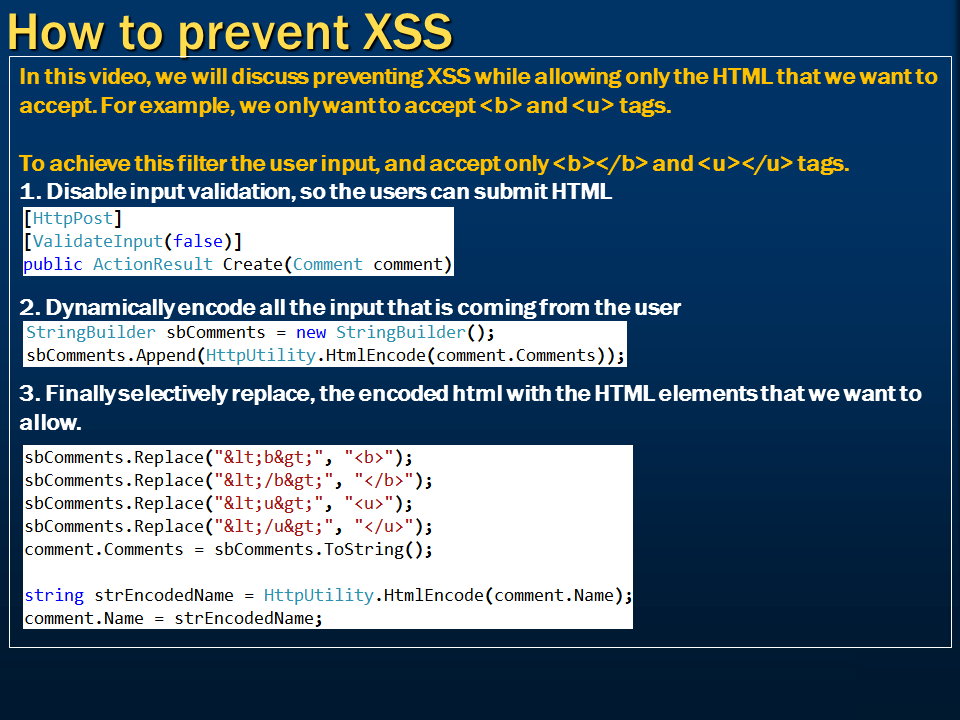 How to prevent XSS
In this video, we will discuss preventing XSS while allowing only the HTML that we want to
accept. For example, we only want to accept <b> and <u> tags.
To achieve this filter the user input, and accept only <b></b> and <u></u> tags.
1. Disable input validation, so the users can submit HTML
[HttpPost]
[ValidateInput(false)]
public ActionResult Create(Comment comment)
2. Dynamically encode all the input that is coming from the user
StringBuilder sbComments = new StringBuilder();
sbComments.Append(HttpUtility.HtmlEncode(comment.Comments));
3. Finally selectively replace, the encoded html with the HTML elements that we want to
allow.
sbComments.Replace("&lt;b&gt;", "<b>");
sbComments.Replace("&lt;/b&gt;", "</b>");
sbComments.Replace("&lt;u&gt;", "<u>");
sbComments.Replace("&lt;/u&gt;", "</u>");
comment.Comments = sbComments.ToString();
string strEncodedName = HttpUtility.HtmlEncode(comment.Name);
comment.Name = strEncodedName;